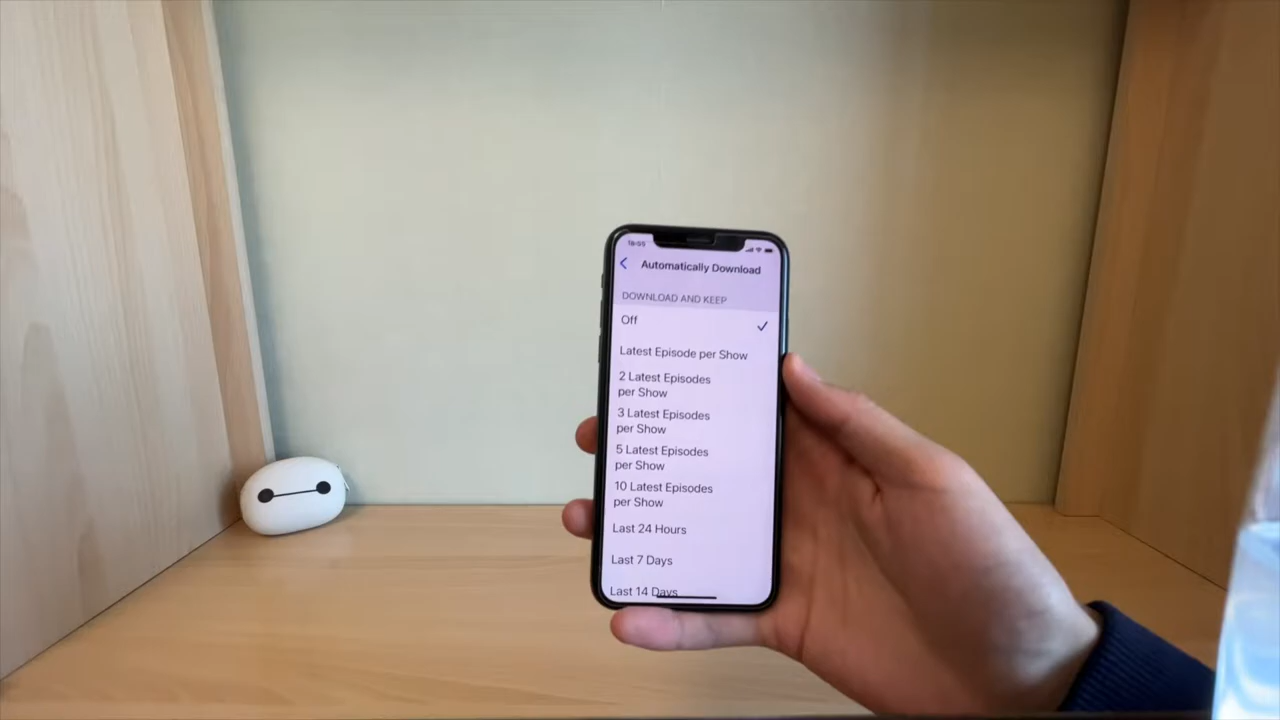 16:55
Automatically Download
DOWNLOAD AND KEEP
Off
Latest Episode per Show
2 Latest Episodes
per Show
3 Latest Episodes
per Show
5 Latest Episodes
per Show
10 Latest Episodes
per Show
Last 24 Hours
Last 7 Days
Last 14 Days